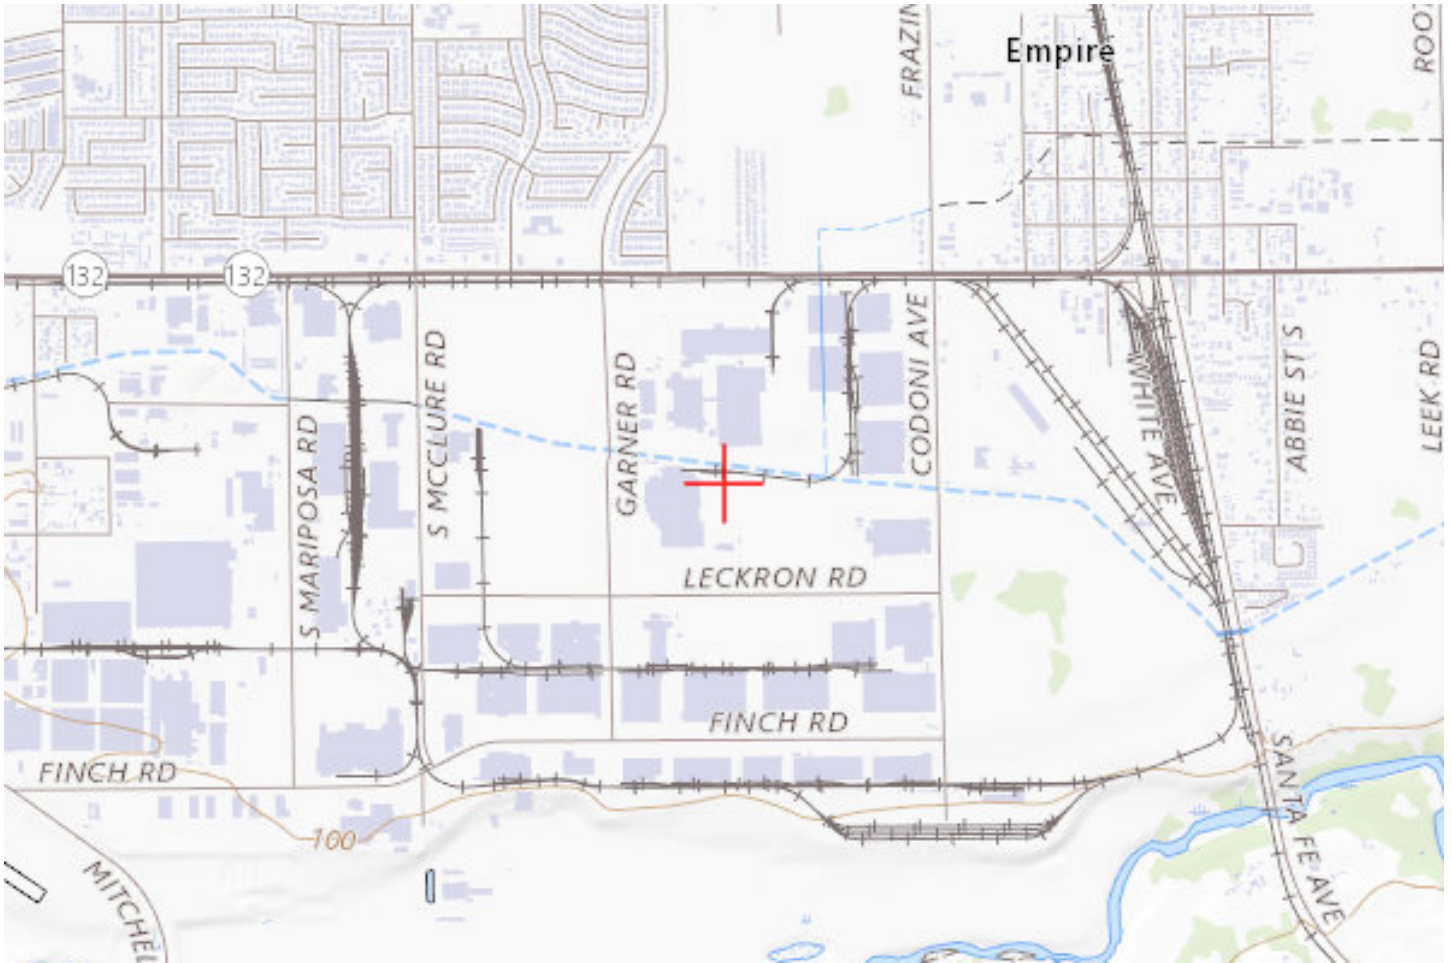 FRAZIN
Empire
ROOT
132
132
S MARIPOSA RD
S MCCLURE RD
GARNER RD
CODONI AVE
WHITE AVE
ABBIE ST S
LEEK RD
LECKRON RD
FINCH RD
FINCH RD
SANTA FE AVE
100
MITCHEL